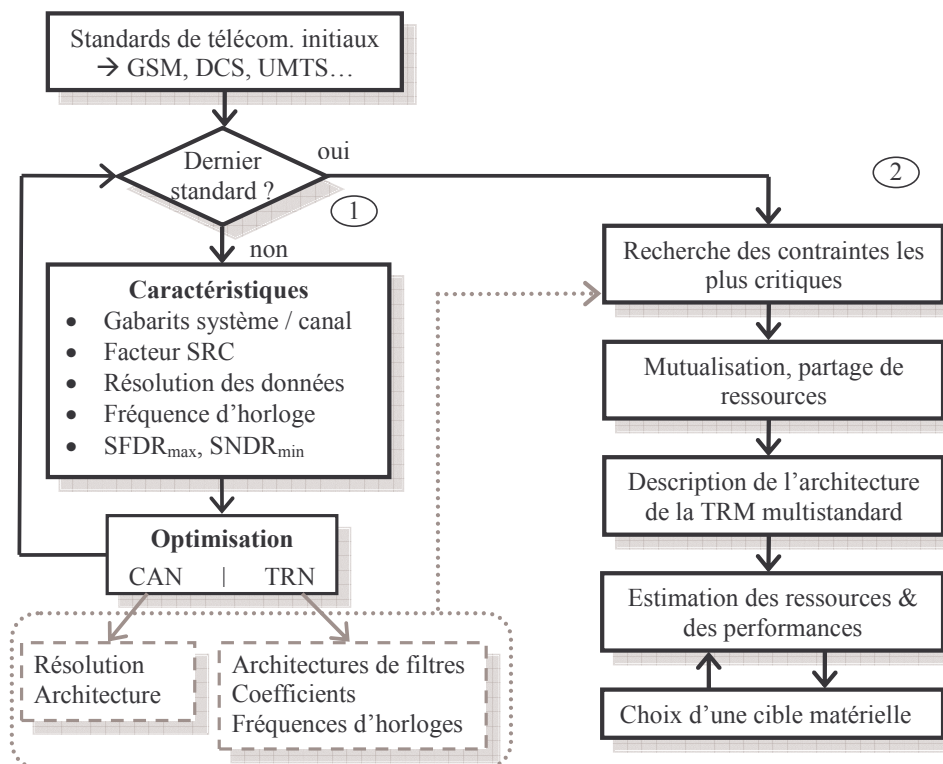 Standards de télécom. initiaux
→ GSM, DCS, UMTS…
Dernier
standard ?
oui
1
non
Caractéristiques
• Gabarits système / canal
• Facteur SRC
• Résolution des données
• Fréquence d’horloge
• SFDRmax, SNDRmin
Optimisation
CAN | TRN
Résolution
Architecture
Architectures de filtres
Coefficients
Fréquences d’horloges
2
Recherche des contraintes les
plus critiques
Mutualisation, partage de
ressources
Description de l’architecture
de la TRM multistandard
Estimation des ressources &
des performances
Choix d’une cible matérielle